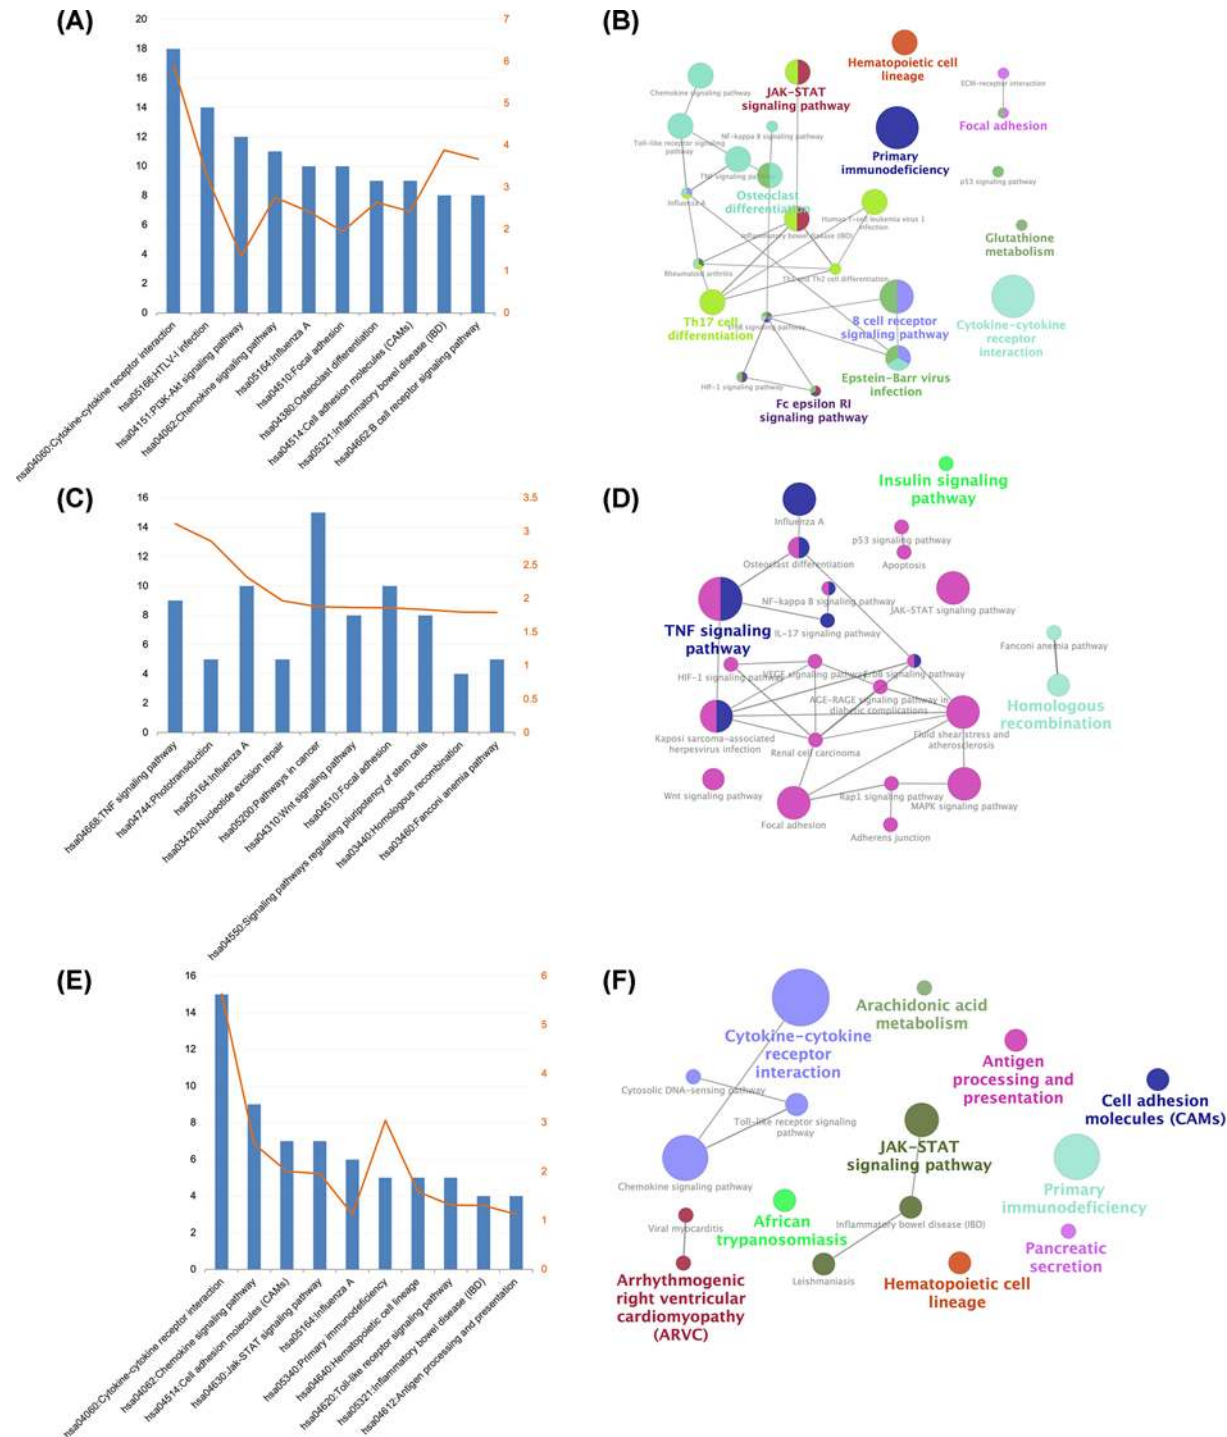 (A)
20
18
16
14
12
10
8
6
4
2
0
7
6
5
4
3
2
1
0
hsa04060:Cytokine-cytokine receptor interaction
hsa05166:HTLV-I infection
hsa04151:PI3K-Akt signaling pathway
hsa04062:Chemokine signaling pathway
hsa05164:Influenza A
hsa04510:Focal adhesion
hsa04380:Osteoclast differentiation
hsa04514:Cell adhesion molecules (CAMs)
hsa05321:Inflammatory bowel disease (IBD)
hsa04662:B cell receptor signaling pathway
(B)
Hematopoietic cell
lineage
Chemokine signaling pathway
JAK-STAT
signaling pathway
ECM-receptor interaction
Focal adhesion
Toll-like receptor signaling
pathway
NF-kappa B signaling pathway
Primary
immunodeficiency
TNF signaling pathway
p53 signaling pathway
Influenza A
Osteoclast
differentiation
Human T-cell leukemia virus 1
infection
Inflammatory bowel disease (IBD)
Glutathione
metabolism
Rheumatoid arthritis
Th1 and Th2 cell differentiation
Th17 cell
differentiation
signaling pathway
B cell receptor
signaling pathway
Cytokine-cytokine
receptor
interaction
HIF-1 signaling pathway
Epstein-Barr virus
infection
Fc epsilon RI
signaling pathway
(C)
16
14
12
10
8
6
4
2
0
3.5
3
2.5
2
1.5
1
0.5
0
hsa04668:TNF signaling pathway
hsa04744:Phototransduction
hsa05164:Influenza A
hsa03420:Nucleotide excision repair
hsa05200:Pathways in cancer
hsa04310:Wnt signaling pathway
hsa04510:Focal adhesion
hsa04550:Signaling pathways regulating pluripotency of stem cells
hsa03440:Homologous recombination
hsa03460:Fanconi anemia pathway
(D)
Insulin signaling
pathway
Influenza A
p53 signaling pathway
Osteoclast differentiation
Apoptosis
NF-kappa B signaling pathway
JAK-STAT signaling pathway
TNF signaling
pathway
IL-17 signaling pathway
Fanconi anemia pathway
HIF-1 signaling pathway
VEGF signaling pathway
ErbB signaling pathway
AGE-RAGE signaling pathway in
diabetic complications
Homologous
recombination
Kaposi sarcoma-associated
herpesvirus infection
Renal cell carcinoma
Fluid shear stress and
atherosclerosis
Wnt signaling pathway
Rap1 signaling pathway
MAPK signaling pathway
Focal adhesion
Adherens junction
(E)
16
14
12
10
8
6
4
2
0
6
5
4
3
2
1
0
hsa04060:Cytokine-cytokine receptor interaction
hsa04062:Chemokine signaling pathway
hsa04514:Cell adhesion molecules (CAMs)
hsa04630:Jak-STAT signaling pathway
hsa05164:Influenza A
hsa05340:Primary immunodeficiency
hsa04640:Hematopoietic cell lineage
hsa04620:Toll-like receptor signaling pathway
hsa05321:Inflammatory bowel disease (IBD)
hsa04612:Antigen processing and presentation
(F)
Arachidonic acid
metabolism
Cytokine-cytokine
receptor
interaction
Antigen
processing and
presentation
Cytosolic DNA-sensing pathway
Cell adhesion
molecules (CAMs)
Toll-like receptor signaling
pathway
JAK-STAT
signaling pathway
Chemokine signaling pathway
Primary
immunodeficiency
Viral myocarditis
African
trypanosomiasis
Inflammatory bowel disease (IBD)
Pancreatic
secretion
Arrhythmogenic
right ventricular
cardiomyopathy
(ARVC)
Leishmaniasis
Hematopoietic cell
lineage